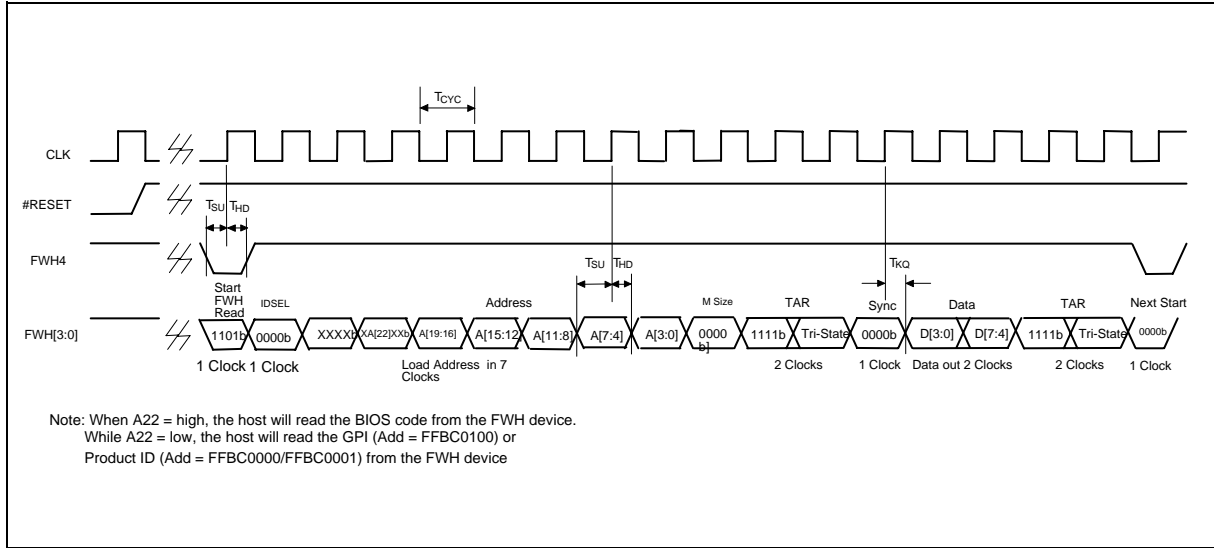 TCYC
CLK
#RESET
TSU THD
FWH4
TSU THD
TKQ
Start
FWH
Read
IDSEL
Address
M Size
TAR
Sync
Data
TAR
Next Start
FWH[3:0]
1101b
0000b
XXXXb
XA[22]XXb
A[19:16]
A[15:12]
A[11:8]
A[7:4]
A[3:0]
0000
b]
1111b
Tri-State
0000b
D[3:0]
D[7:4]
1111b
Tri-State
0000b
1 Clock
1 Clock
Load Address in 7
Clocks
2 Clocks
1 Clock
Data out 2 Clocks
2 Clocks
1 Clock
Note: When A22 = high, the host will read the BIOS code from the FWH device.
While A22 = low, the host will read the GPI (Add = FFBC0100) or
Product ID (Add = FFBC0000/FFBC0001) from the FWH device